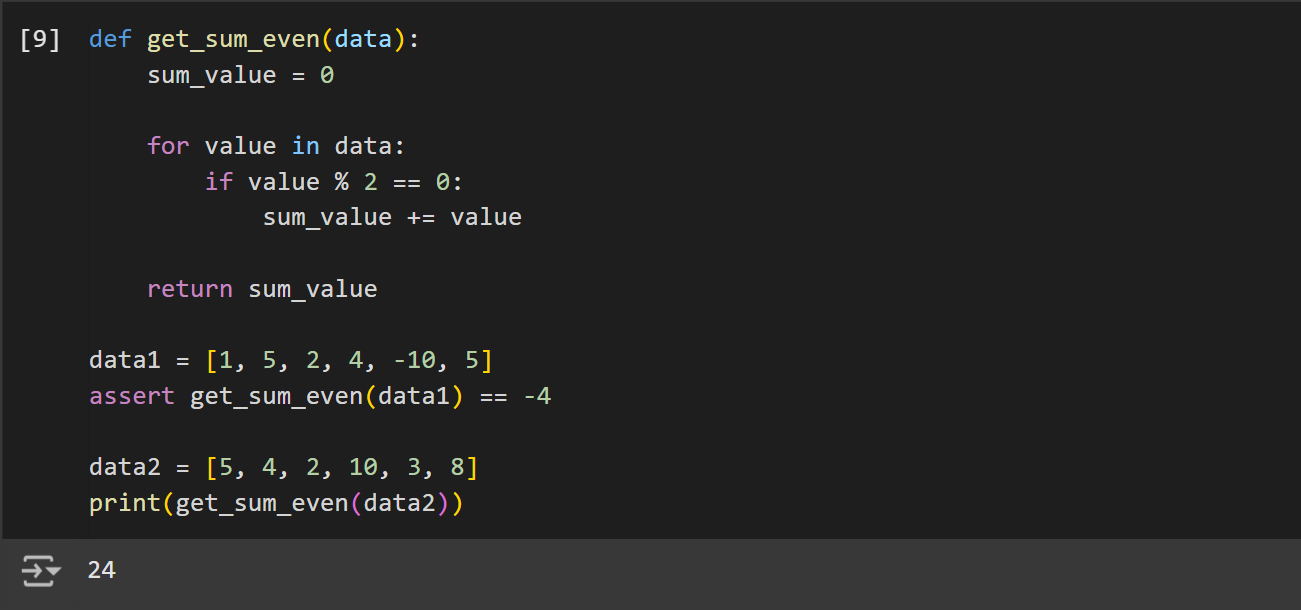 [9] def get_sum_even(data):
    sum_value = 0

    for value in data:
        if value % 2 == 0:
            sum_value += value

    return sum_value

data1 = [1, 5, 2, 4, -10, 5]
assert get_sum_even(data1) == -4

data2 = [5, 4, 2, 10, 3, 8]
print(get_sum_even(data2))
24